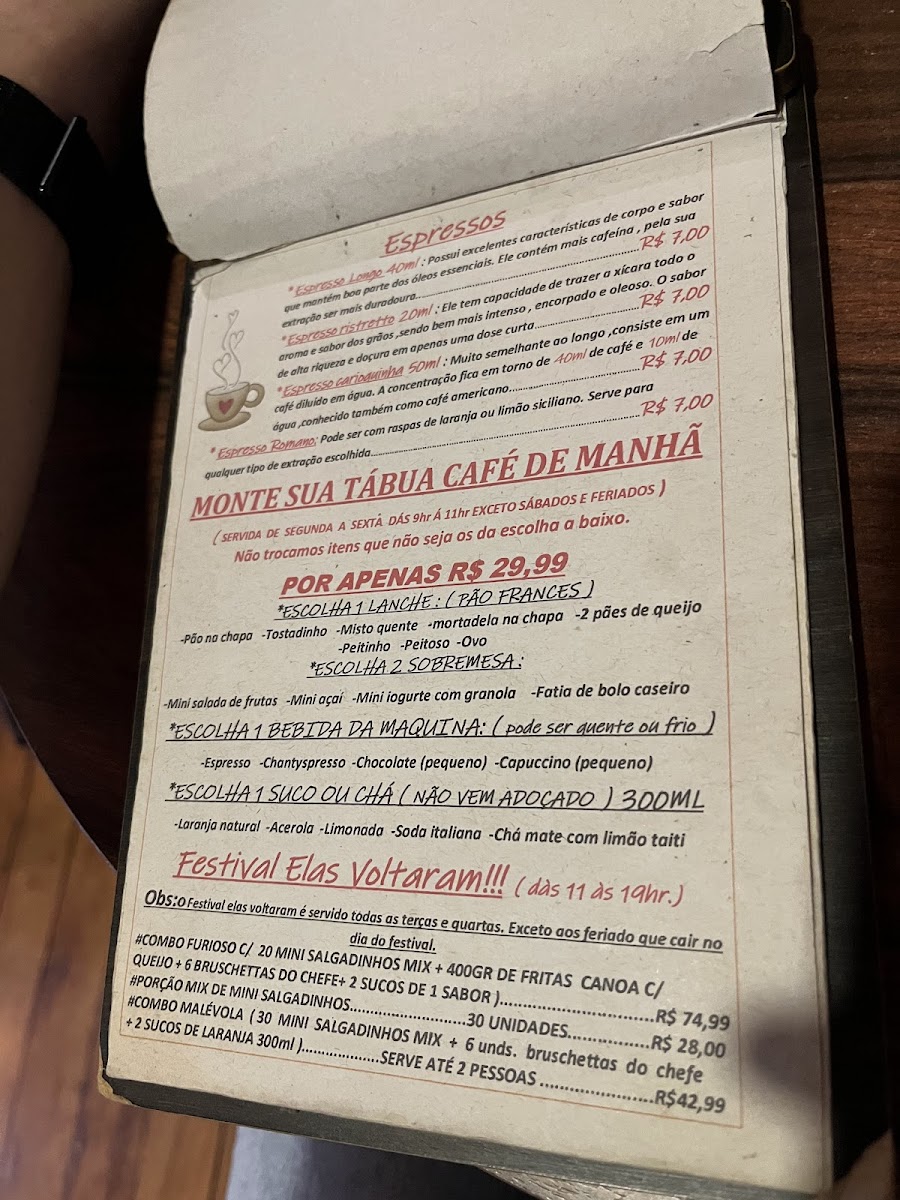 Espressos
*Espresso Longo 40ml : Possui excelentes características de corpo e sabor
que mantém boa parte dos óleos essenciais. Ele contém mais cafeína , pela sua
extração ser mais duradoura........................................................R$ 7,00
*Espresso ristretto 20ml : Ele tem capacidade de trazer a xícara todo o
aroma e sabor dos grãos ,sendo bem mais intenso , encorpado e oleoso. O sabor
de alta riqueza e doçura em apenas uma dose curta..........................R$ 7,00
*Espresso carioquinha 50ml : Muito semelhante ao longo ,consiste em um
café diluído em água. A concentração fica em torno de 40ml de café e 10ml de
água ,conhecido também como café americano.................................R$ 7,00
*Espresso Romano: Pode ser com raspas de laranja ou limão siciliano. Serve para
qualquer tipo de extração escolhida..............................................................R$ 7,00
MONTE SUA TÁBUA CAFÉ DE MANHÃ
( SERVIDA DE SEGUNDA A SEXTA DÁS 9hr Á 11hr EXCETO SÁBADOS E FERIADOS )
Não trocamos itens que não seja os da escolha a baixo.
POR APENAS R$ 29,99
*ESCOLHA 1 LANCHE : ( PÃO FRANCES )
-Pão na chapa -Tostadinho -Misto quente -mortadela na chapa -2 pães de queijo
-Peitinho -Peitoso -Ovo
*ESCOLHA 2 SOBREMESA :
-Mini salada de frutas -Mini açaí -Mini iogurte com granola -Fatia de bolo caseiro
*ESCOLHA 1 BEBIDA DA MAQUINA: ( pode ser quente ou frio )
-Espresso -Chantyspresso -Chocolate (pequeno) -Capuccino (pequeno)
*ESCOLHA 1 SUCO OU CHÁ ( NÃO VEM ADOÇADO ) 300ML
-Laranja natural -Acerola -Limonada -Soda italiana -Chá mate com limão taiti
Festival Elas Voltaram!!! ( dàs 11 às 19hr.)
Obs:O Festival elas voltaram é servido todas as terças e quartas. Exceto aos feriado que cair no
dia do festival.
#COMBO FURIOSO C/ 20 MINI SALGADINHOS MIX + 400GR DE FRITAS CANOA C/
QUEIJO + 6 BRUSCHETTAS DO CHEFE+ 2 SUCOS DE 1 SABOR )..............................R$ 74,99
#PORÇÃO MIX DE MINI SALGADINHOS.......................30 UNIDADES................R$ 28,00
#COMBO MALÉVOLA ( 30 MINI SALGADINHOS MIX + 6 unds. bruschettas do chefe
+ 2 SUCOS DE LARANJA 300ml )...................SERVE ATÉ 2 PESSOAS .......................R$42,99